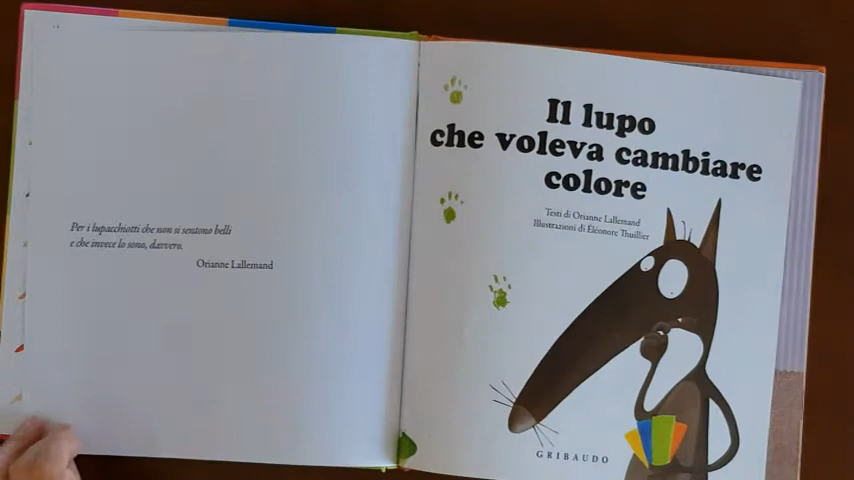 Per i lupacchiotti che non si sentono belli
e che invece lo sono, davvero.
Orianne Lallemand
Il lupo
che voleva cambiare
colore
Testi di Orianne Lallemand
Illustrazioni di Éléonore Thuillier
GRIBAUDO